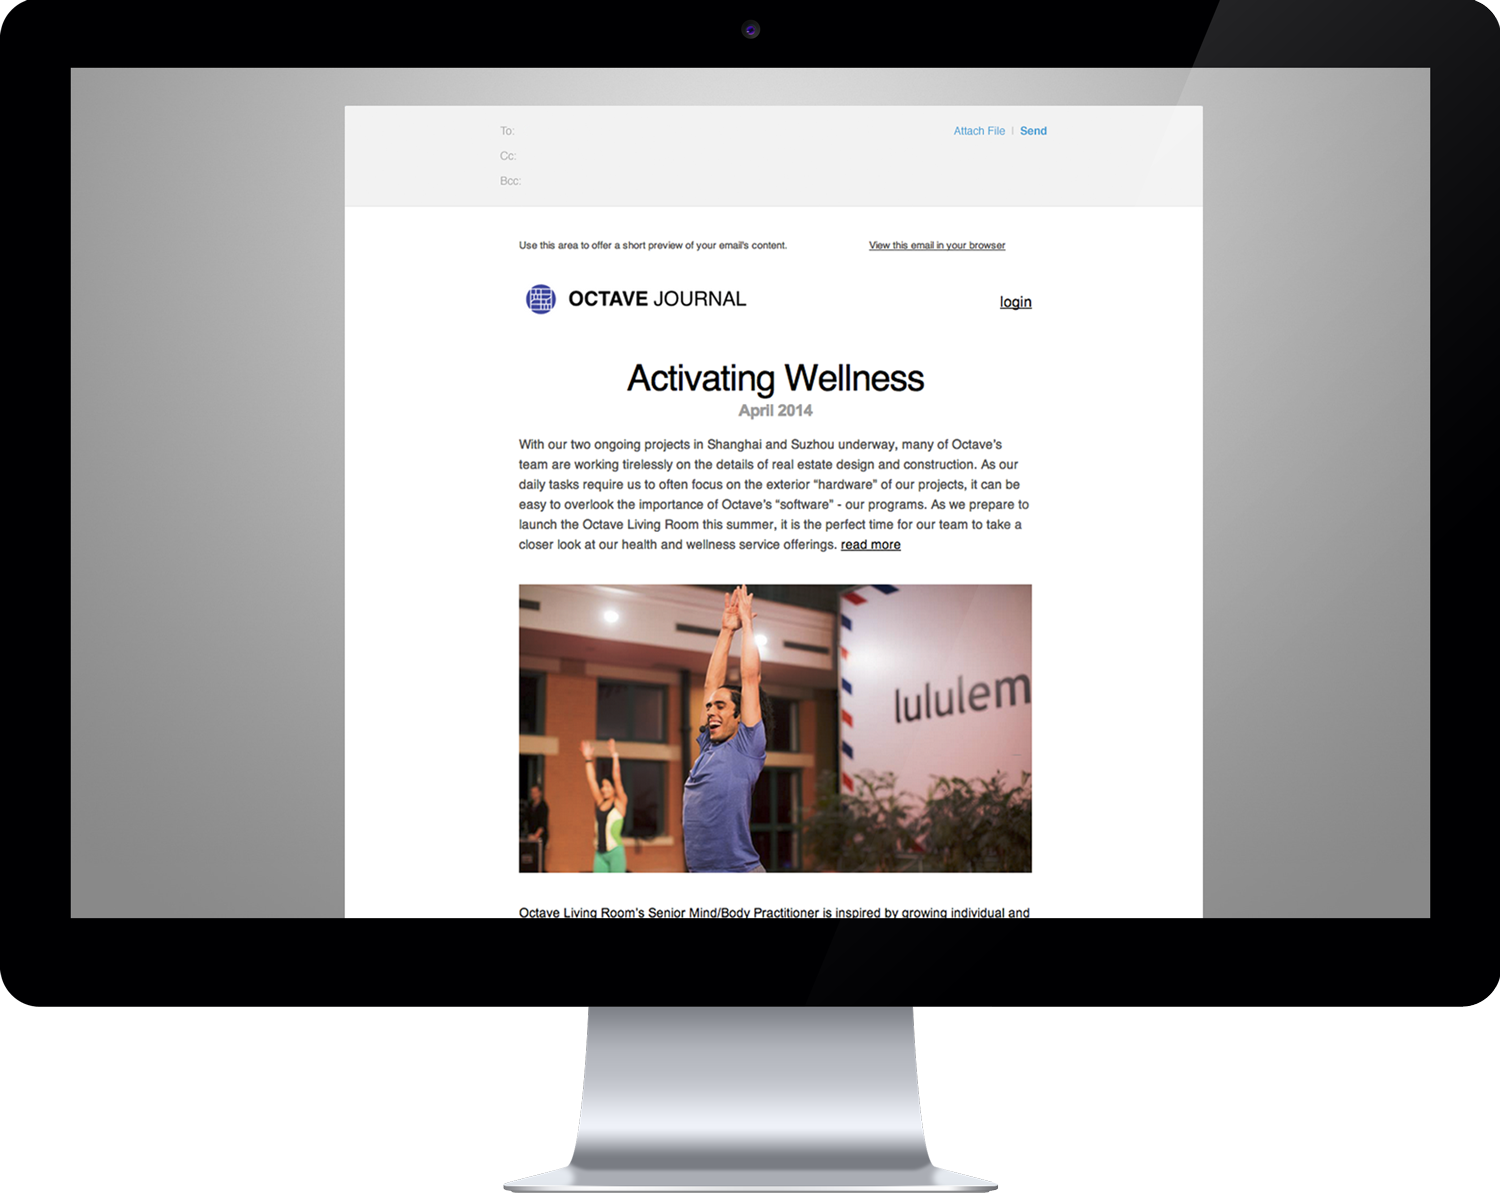 To:
Attach File | Send
Cc:
Bcc:
Use this area to offer a short preview of your email's content.
View this email in your browser
OCTAVE JOURNAL
login
Activating Wellness
April 2014
With our two ongoing projects in Shanghai and Suzhou underway, many of Octave's
team are working tirelessly on the details of real estate design and construction. As our
daily tasks require us to often focus on the exterior “hardware” of our projects, it can be
easy to overlook the importance of Octave's “software” - our programs. As we prepare to
launch the Octave Living Room this summer, it is the perfect time for our team to take a
closer look at our health and wellness service offerings. read more
lululem
Octave Living Room's Senior Mind/Body Practitioner is inspired by growing individual and